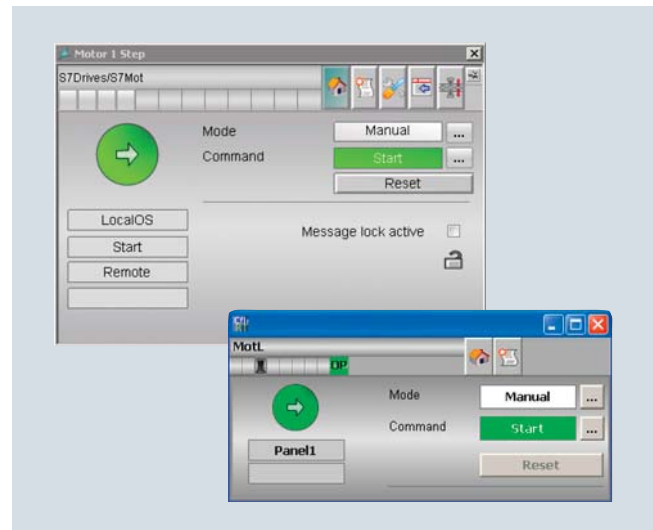 Motor 1 Step
S7Drives/S7Mot
Mode Manual ...
Command Start ...
Reset
LocalOS
Start
Remote
Message lock active
MotL
OP
Mode Manual ...
Command Start ...
Panel1
Reset